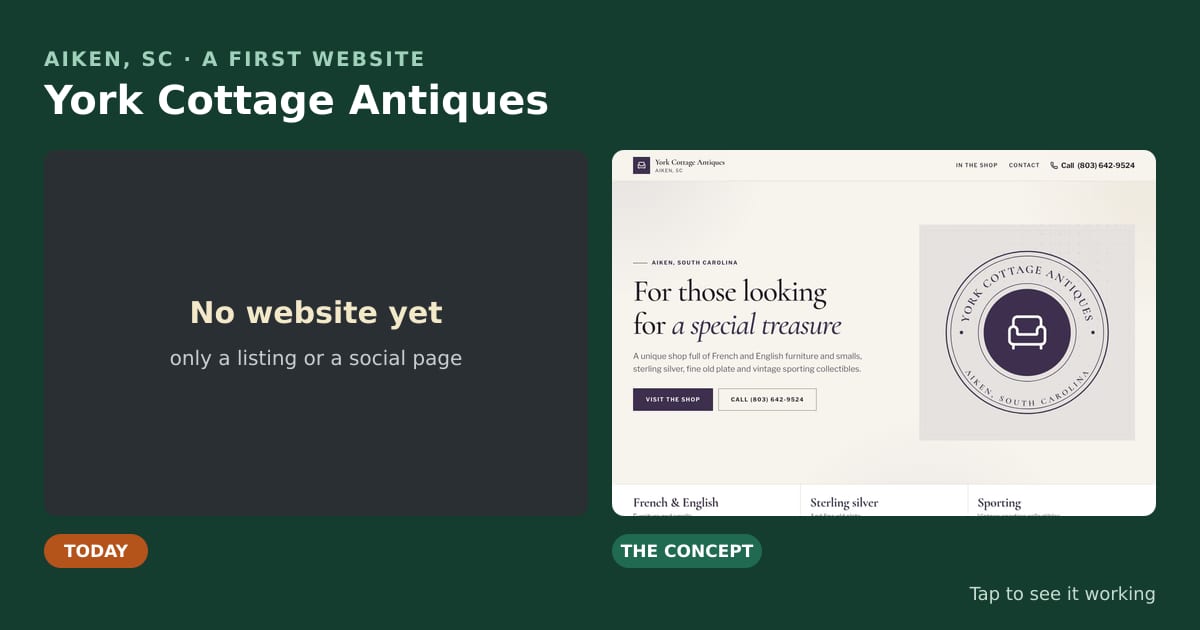 AIKEN, SC · A FIRST WEBSITE
York Cottage Antiques
No website yet
only a listing or a social page
TODAY
York Cottage Antiques
AIKEN, SC
IN THE SHOP
CONTACT
Call (803) 642-9524
AIKEN, SOUTH CAROLINA
For those looking
for a special treasure
A unique shop full of French and English furniture and smalls,
sterling silver, fine old plate and vintage sporting collectibles.
VISIT THE SHOP
CALL (803) 642-9524
YORK COTTAGE ANTIQUES
AIKEN, SOUTH CAROLINA
French & English
Sterling silver
Sporting
THE CONCEPT
Tap to see it working